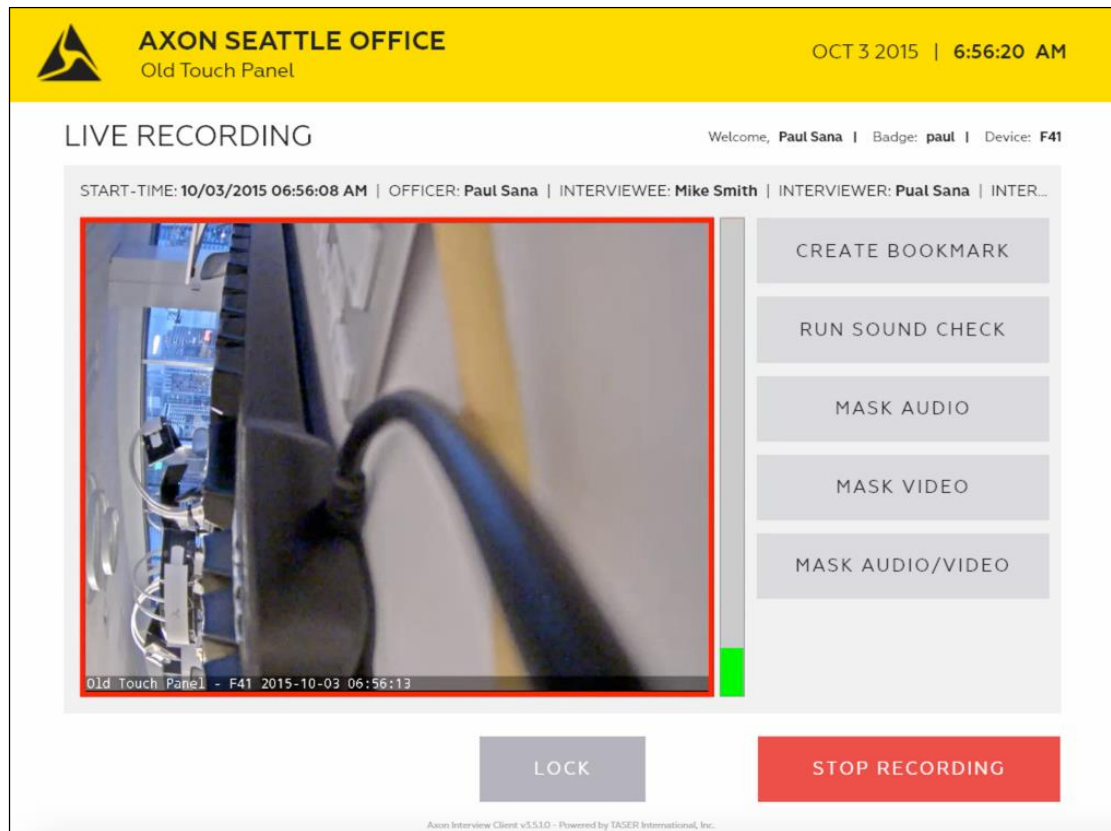 AXON SEATTLE OFFICE
Old Touch Panel
OCT 3 2015 | 6:56:20 AM
LIVE RECORDING
Welcome, Paul Sana | Badge: paul | Device: F41
START-TIME: 10/03/2015 06:56:08 AM | OFFICER: Paul Sana | INTERVIEWEE: Mike Smith | INTERVIEWER: Pual Sana | INTER...
CREATE BOOKMARK
RUN SOUND CHECK
MASK AUDIO
MASK VIDEO
MASK AUDIO/VIDEO
Old Touch Panel - F41 2015-10-03 06:56:13
LOCK
STOP RECORDING
Axon Interview Client v3.5.1.0 - Powered by TASER International, Inc.